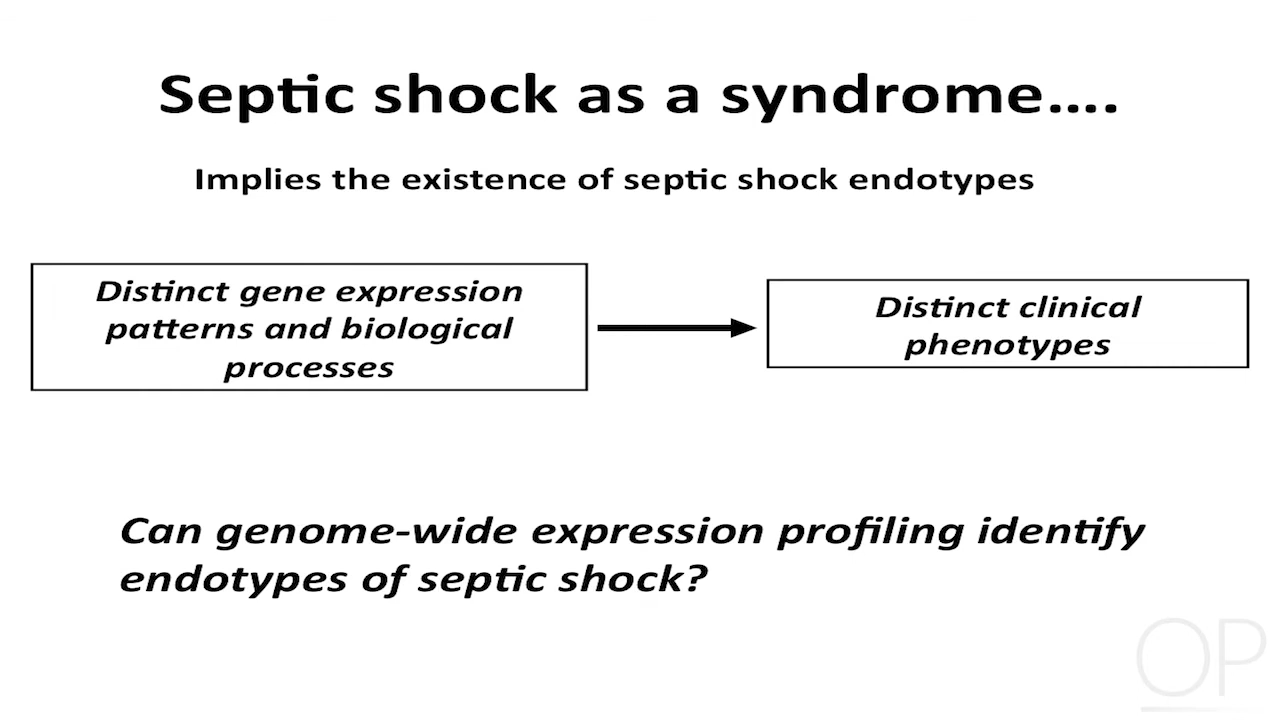 Septic shock as a syndrome….
Implies the existence of septic shock endotypes
Distinct gene expression
patterns and biological
processes
Distinct clinical
phenotypes
Can genome-wide expression profiling identify
endotypes of septic shock?
OP